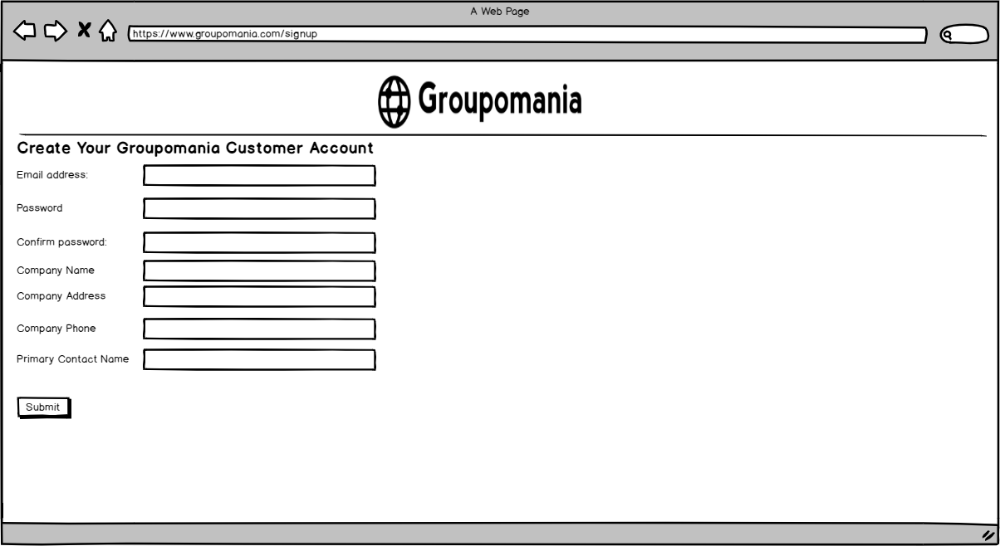 A Web Page
https://www.groupomania.com/signup
Groupomania
Create Your Groupomania Customer Account
Email address:
Password
Confirm password:
Company Name
Company Address
Company Phone
Primary Contact Name
Submit